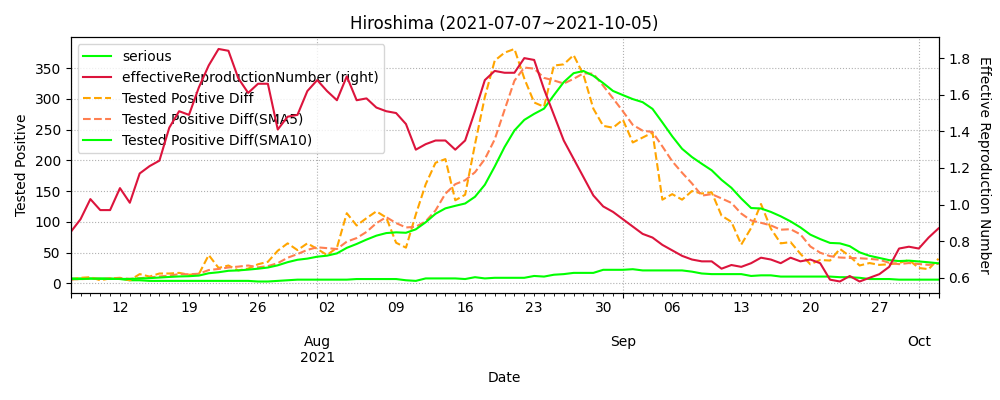 Hiroshima (2021-07-07~2021-10-05)
serious
effectiveReproductionNumber (right)
Tested Positive Diff
Tested Positive Diff(SMA5)
Tested Positive Diff(SMA10)
Tested Positive
350
300
250
200
150
100
50
0
1.8
1.6
1.4
1.2
1.0
0.8
0.6
Effective Reproduction Number
12 19 26 02 09 16 23 30 06 13 20 27
Aug Sep Oct
2021
Date